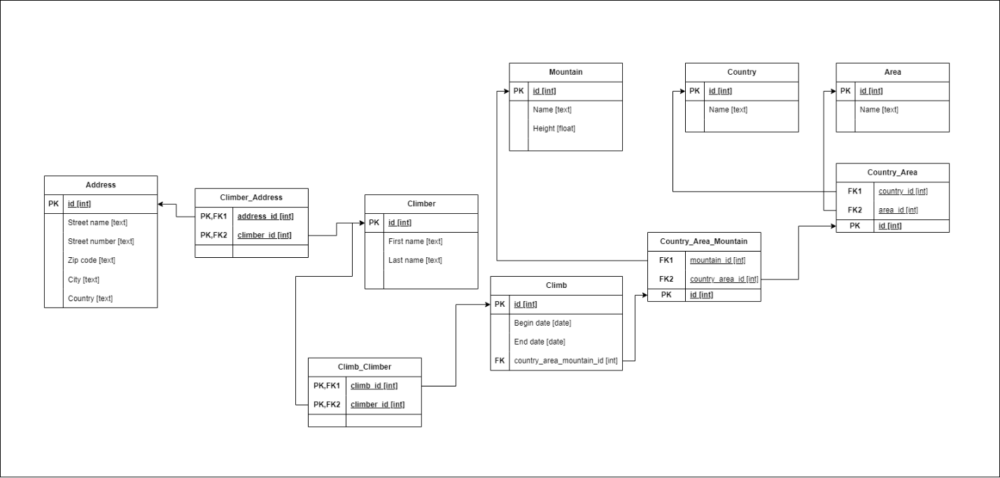 Mountain
PK id [int]
Name [text]
Height [float]
Country
PK id [int]
Name [text]
Area
PK id [int]
Name [text]
Country_Area
FK1 country_id [int]
FK2 area_id [int]
PK id [int]
Address
PK id [int]
Street name [text]
Street number [text]
Zip code [text]
City [text]
Country [text]
Climber_Address
PK,FK1 address_id [int]
PK,FK2 climber_id [int]
Climber
PK id [int]
First name [text]
Last name [text]
Country_Area_Mountain
FK1 mountain_id [int]
FK2 country_area_id [int]
PK id [int]
Climb
PK id [int]
Begin date [date]
End date [date]
FK country_area_mountain_id [int]
Climb_Climber
PK,FK1 climb_id [int]
PK,FK2 climber_id [int]